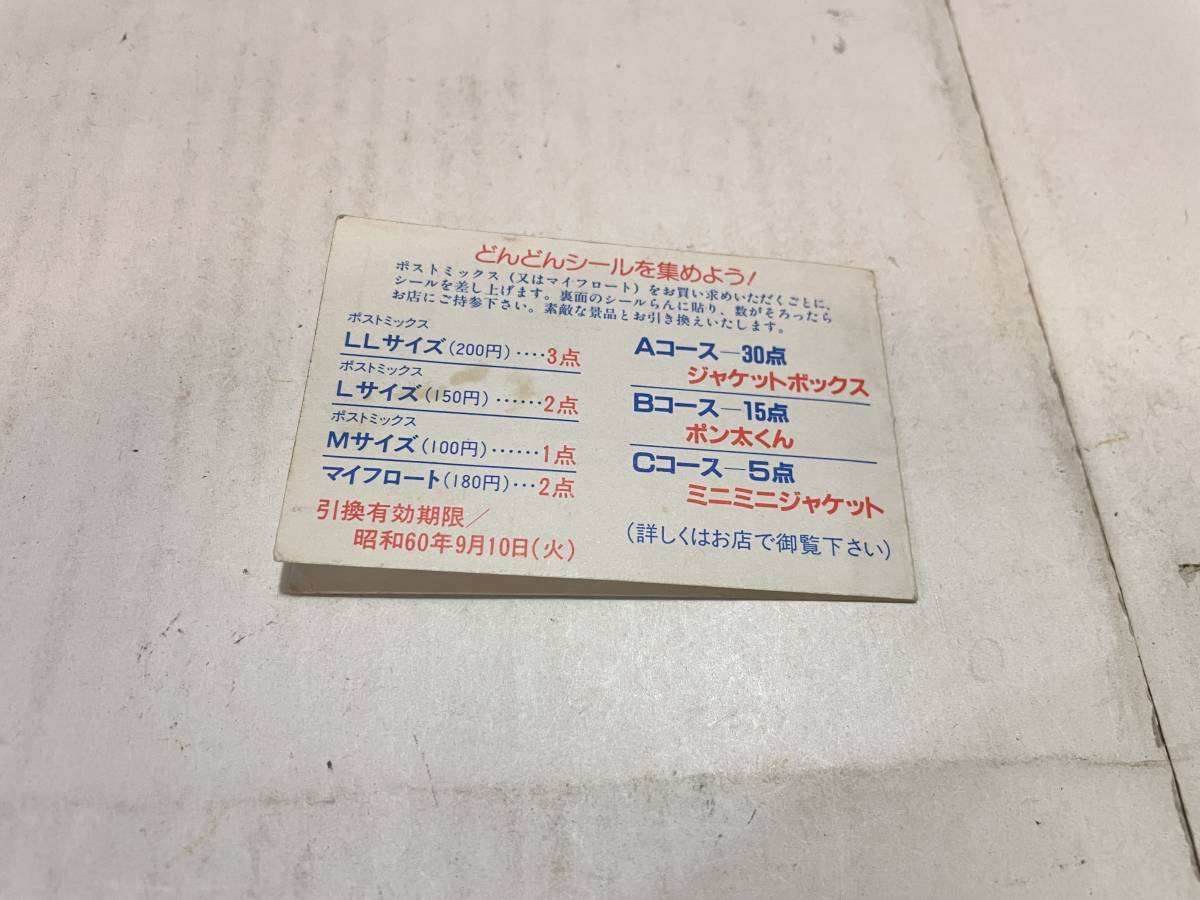 どんどんシールを集めよう!
ポストミックス(又はマイフロート)をお買い求めいただくごとに、
シールを差し上げます。裏面のシールらんに貼り、数がそろったら
お店にご持参下さい。素敵な景品とお引き換えいたします。
ポストミックス
LLサイズ(200円)‥‥3点
ポストミックス
Lサイズ(150円)‥‥‥2点
ポストミックス
Mサイズ(100円)‥‥‥1点
マイフロート(180円)…2点
引換有効期限/
昭和60年9月10日(火)
Aコース―30点
ジャケットボックス
Bコース―15点
ポン太くん
Cコース―5点
ミニミニジャケット
(詳しくはお店で御覧下さい)